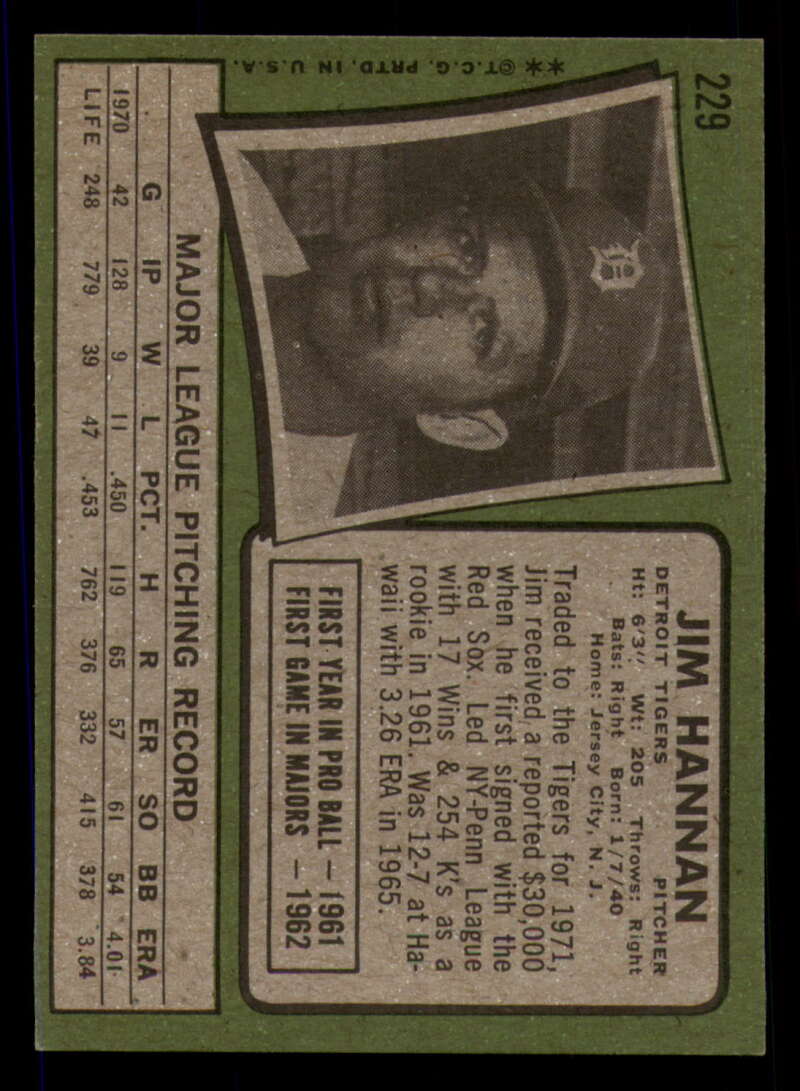 229
**©T.C.G. PRTD. IN U.S.A.
JIM HANNAN
DETROIT TIGERS PITCHER
Ht: 6'3" Wt: 205 Throws: Right
Bats: Right Born: 1/7/40
Home: Jersey City, N.J.
Traded to the Tigers for 1971,
Jim received a reported $30,000
when he first signed with the
Red Sox. Led NY-Penn League
with 17 Wins & 254 K's as a
rookie in 1961. Was 12-7 at Ha-
waii with 3.26 ERA in 1965.
FIRST YEAR IN PRO BALL — 1961
FIRST GAME IN MAJORS — 1962
MAJOR LEAGUE PITCHING RECORD
G IP W L PCT. H R ER SO BB ERA
1970 42 128 9 11 .450 119 65 57 61 54 4.01
LIFE 248 779 39 47 .453 762 376 332 415 378 3.84